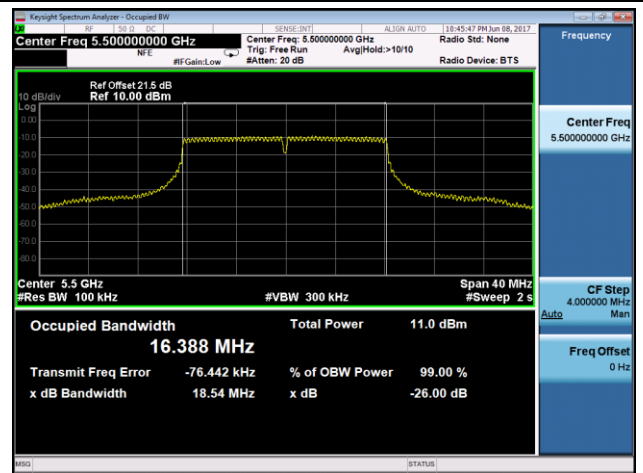 Keysight Spectrum Analyzer - Occupied BW
RF 50 Ω DC SENSE:INT ALIGN AUTO 10:45:47 PM Jun 08, 2017
Center Freq 5.500000000 GHz Center Freq: 5.500000000 GHz Radio Std: None
NFE Trig: Free Run Avg|Hold:>10/10
#IFGain:Low #Atten: 20 dB Radio Device: BTS
Frequency
Ref Offset 21.5 dB
10 dB/div Ref 10.00 dBm
Log
0.00
-10.0
-20.0
-30.0
-40.0
-50.0
-60.0
-70.0
-80.0
Center 5.5 GHz Span 40 MHz
#Res BW 100 kHz #VBW 300 kHz #Sweep 2 s
Occupied Bandwidth Total Power 11.0 dBm
16.388 MHz
Transmit Freq Error -76.442 kHz % of OBW Power 99.00 %
x dB Bandwidth 18.54 MHz x dB -26.00 dB
Center Freq
5.500000000 GHz
CF Step
4.000000 MHz
Auto Man
Freq Offset
0 Hz
MSG STATUS